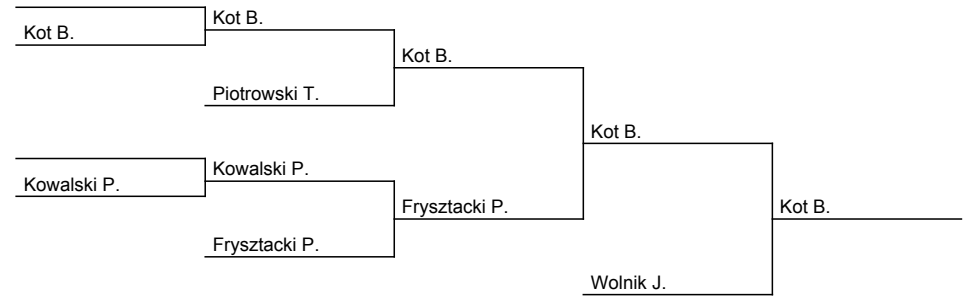 Kot B.
Kot B.
Kot B.
Piotrowski T.
Kot B.
Kowalski P.
Kowalski P.
Frysztacki P.
Kot B.
Frysztacki P.
Wolnik J.